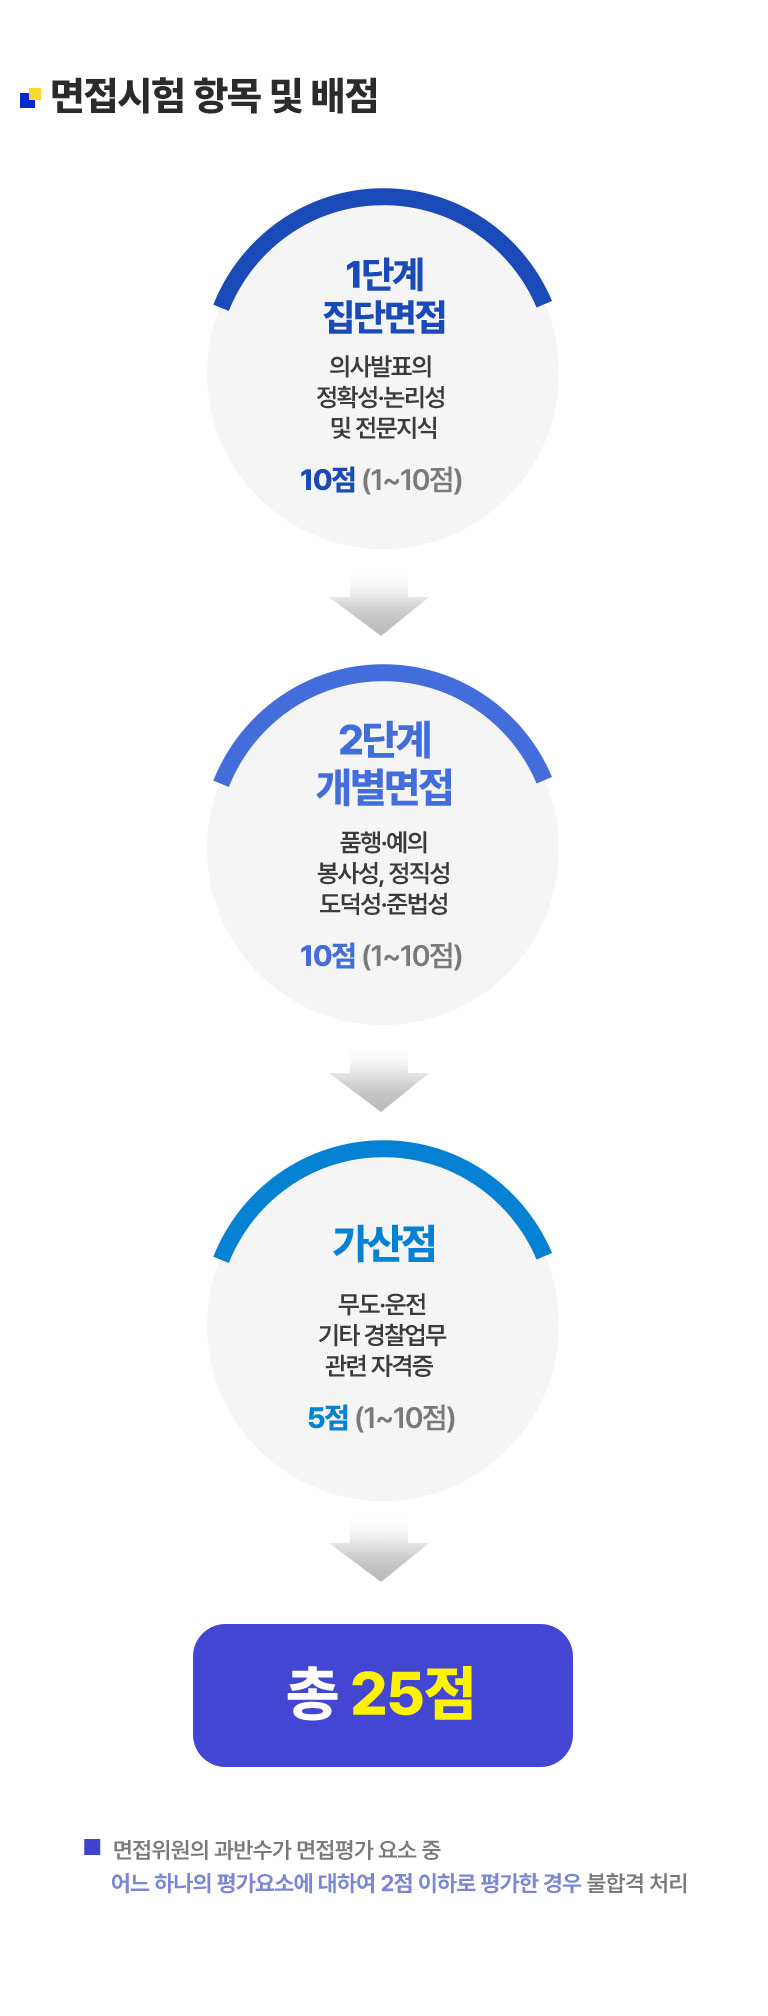 면접시험 항목 및 배점
1단계
집단면접
의사발표의
정확성·논리성
및 전문지식
10점 (1~10점)
2단계
개별면접
품행·예의
봉사성, 정직성
도덕성·준법성
10점 (1~10점)
가산점
무도·운전
기타 경찰업무
관련 자격증
5점 (1~10점)
총 25점
면접위원의 과반수가 면접평가 요소 중
어느 하나의 평가요소에 대하여 2점 이하로 평가한 경우 불합격 처리